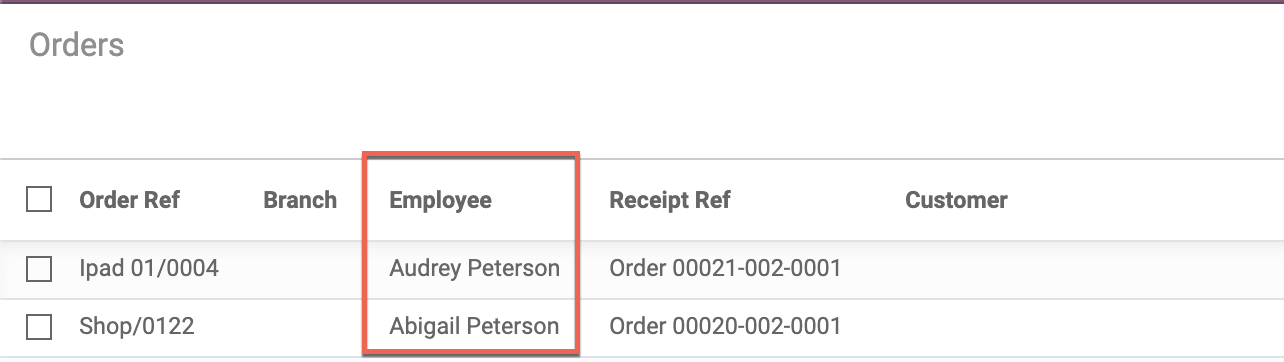 Orders
Order Ref Branch Employee Receipt Ref Customer
Ipad 01/0004 Audrey Peterson Order 00021-002-0001
Shop/0122 Abigail Peterson Order 00020-002-0001